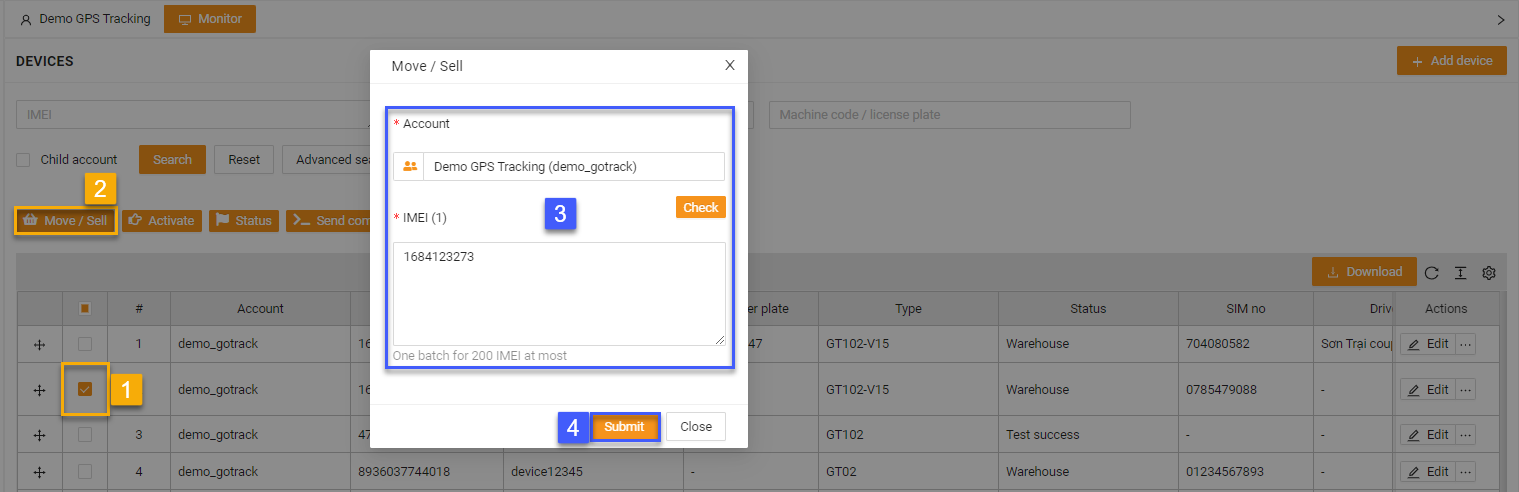 Demo GPS Tracking Monitor
DEVICES
Add device
IMEI
Machine code / license plate
Child account Search Reset Advanced sea
2
Move / Sell Activate Status Send com
Download
# Account er plate Type Status SIM no Drive Actions
1 demo_gotrack 16 47 GT102-V15 Warehouse 704080582 Sơn Trại coup Edit ...
1
demo_gotrack 16 GT102-V15 Warehouse 0785479088 - Edit ...
3 demo_gotrack 47 GT102 Test success - - Edit ...
4 demo_gotrack 8936037744018 device12345 - GT02 Warehouse 01234567893 - Edit ...
Move / Sell X
* Account
Demo GPS Tracking (demo_gotrack)
3
Check
* IMEI (1)
1684123273
One batch for 200 IMEI at most
4 Submit Close